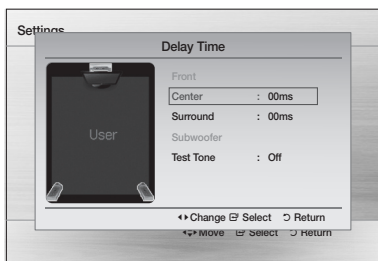 Settings
Delay Time
Front
Center : 00ms
Surround : 00ms
Subwoofer
Test Tone : Off
User
Change Select Return
Move Select Return